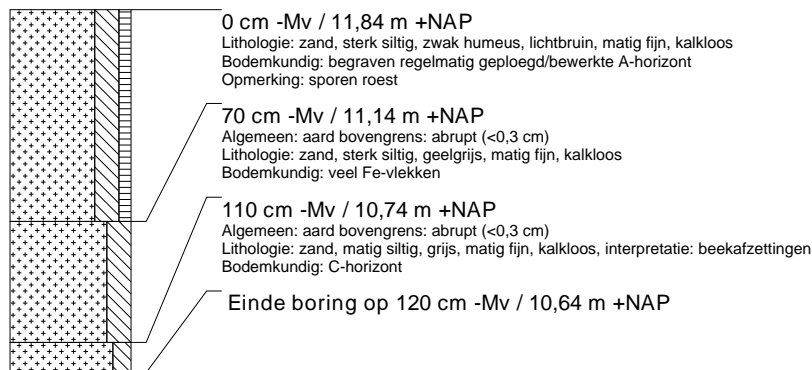 0 cm -Mv / 11,84 m +NAP
Lithologie: zand, sterk siltig, zwak humeus, lichtbruin, matig fijn, kalkloos
Bodemkundig: begraven regelmatig geploegd/bewerkte A-horizont
Opmerking: sporen roest
70 cm -Mv / 11,14 m +NAP
Algemeen: aard bovengrens: abrupt (<0,3 cm)
Lithologie: zand, sterk siltig, geelgrijs, matig fijn, kalkloos
Bodemkundig: veel Fe-vlekken
110 cm -Mv / 10,74 m +NAP
Algemeen: aard bovengrens: abrupt (<0,3 cm)
Lithologie: zand, matig siltig, grijs, matig fijn, kalkloos, interpretatie: beekafzettingen
Bodemkundig: C-horizont
Einde boring op 120 cm -Mv / 10,64 m +NAP